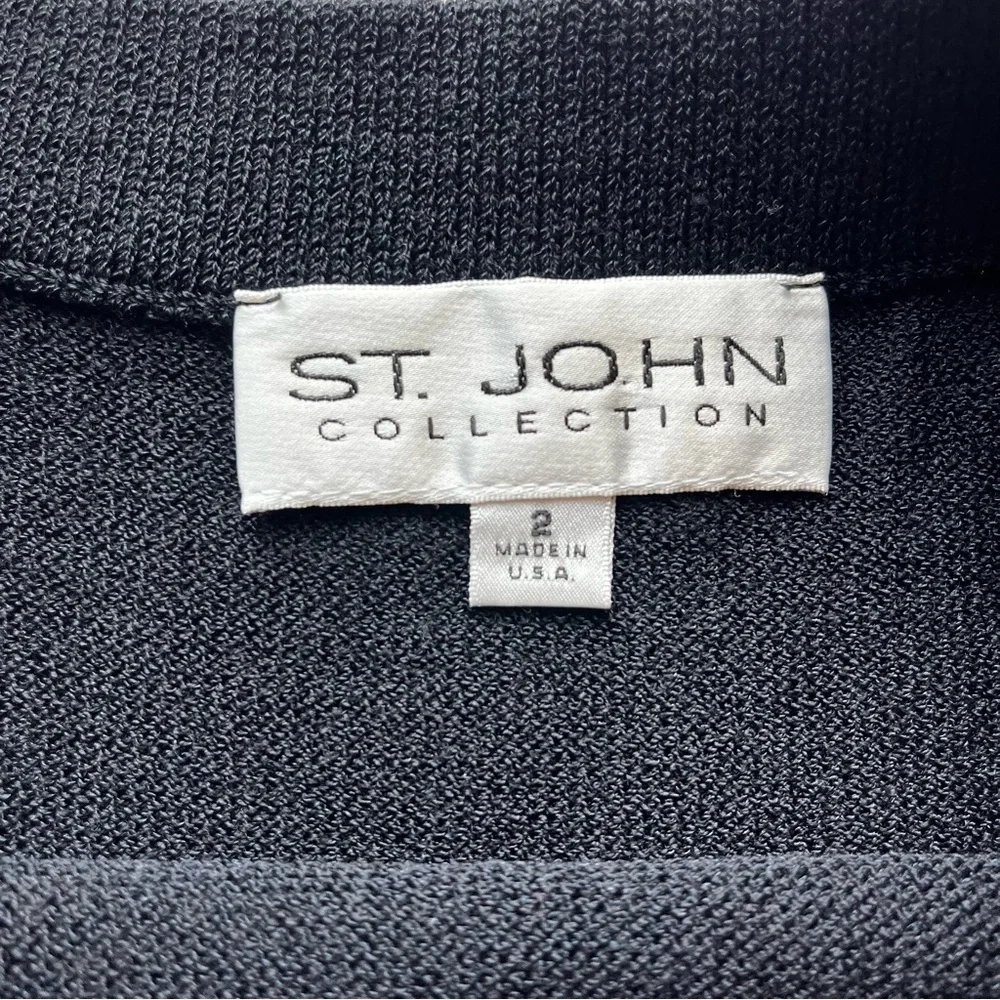 ST. JOHN
COLLECTION
2
MADE IN
U.S.A.